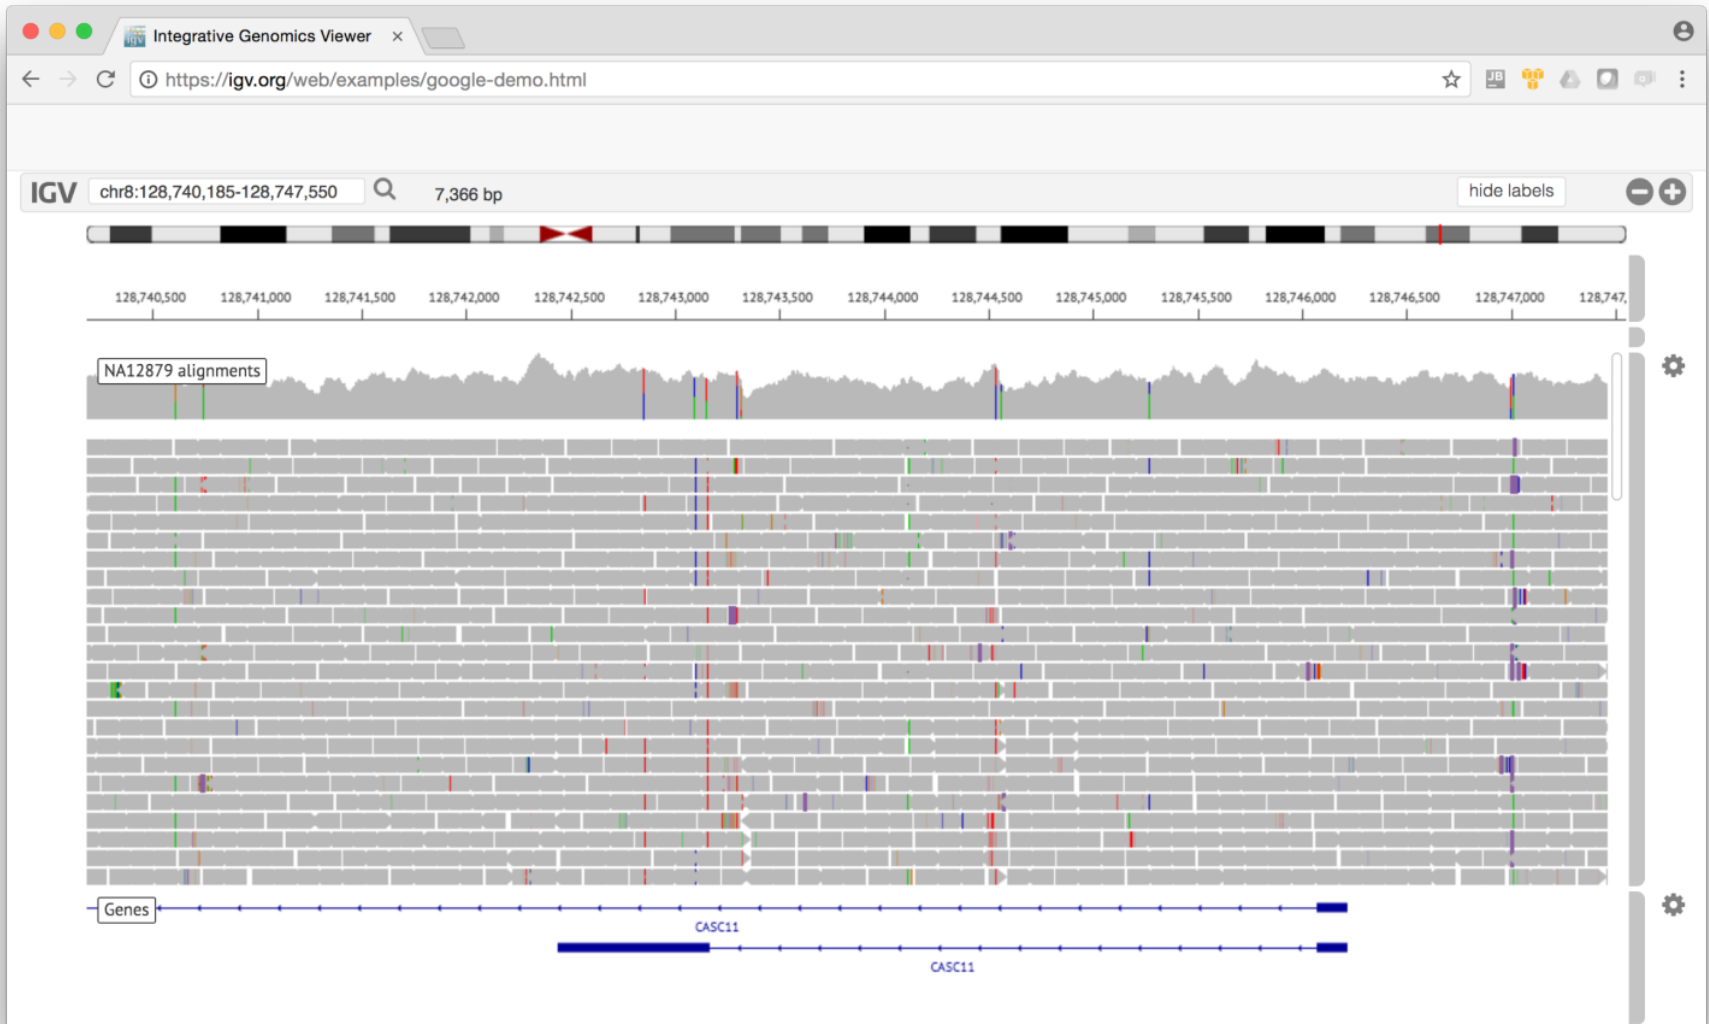 Integrative Genomics Viewer
https://igv.org/web/examples/google-demo.html
JB
IGV chr8:128,740,185-128,747,550 7,366 bp hide labels
128,740,500 128,741,000 128,741,500 128,742,000 128,742,500 128,743,000 128,743,500 128,744,000 128,744,500 128,745,000 128,745,500 128,746,000 128,746,500 128,747,000 128,747,
NA12879 alignments
Genes
CASC11
CASC11